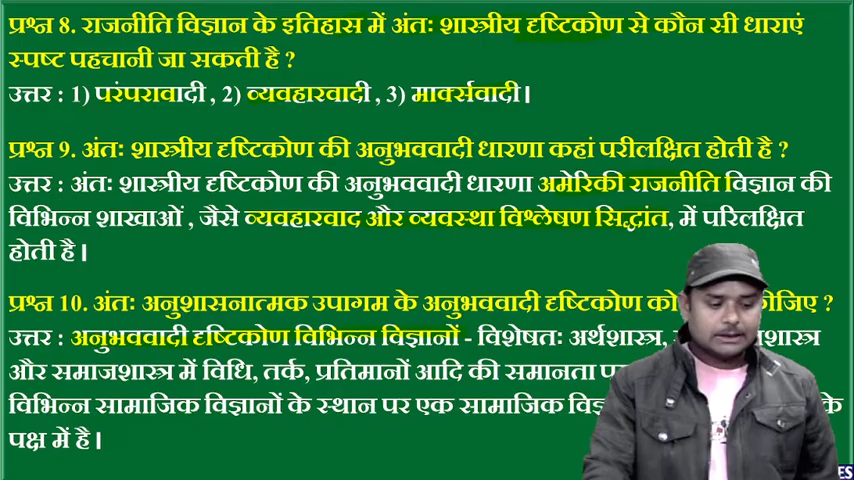 प्रश्न 8. राजनीति विज्ञान के इतिहास में अंतः शास्त्रीय दृष्टिकोण से कौन सी धाराएं
स्पष्ट पहचानी जा सकती है ?
उत्तर : 1) परंपरावादी , 2) व्यवहारवादी , 3) मार्क्सवादी ।
प्रश्न 9. अंतः शास्त्रीय दृष्टिकोण की अनुभववादी धारणा कहां परीलक्षित होती है ?
उत्तर : अंतः शास्त्रीय दृष्टिकोण की अनुभववादी धारणा अमेरिकी राजनीति विज्ञान की
विभिन्न शाखाओं , जैसे व्यवहारवाद और व्यवस्था विश्लेषण सिद्धांत, में परिलक्षित
होती है ।
प्रश्न 10. अंतः अनुशासनात्मक उपागम के अनुभववादी दृष्टिकोण को ?
उत्तर : अनुभववादी दृष्टिकोण विभिन्न विज्ञानों - विशेषतः अर्थशास्त्र,
और समाजशास्त्र में विधि, तर्क, प्रतिमानों आदि की समानता
विभिन्न सामाजिक विज्ञानों के स्थान पर एक सामाजिक के
पक्ष में है ।
ES